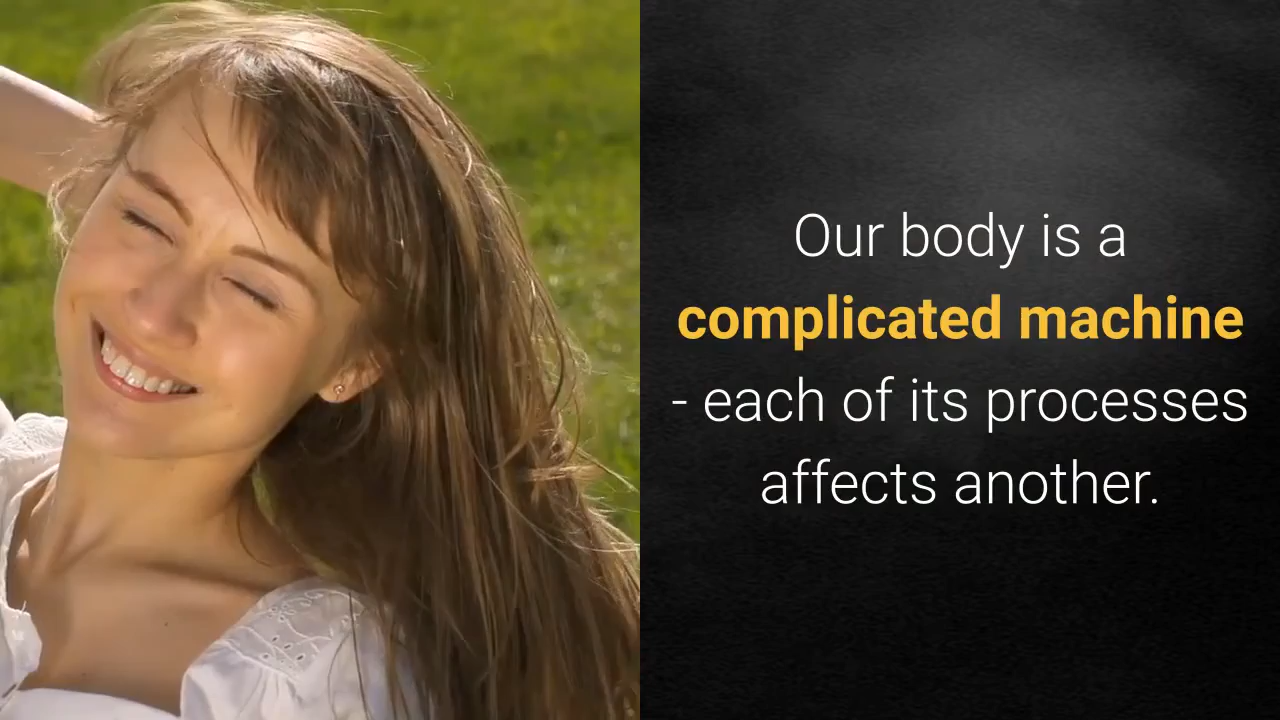 Our body is a
complicated machine
- each of its processes
affects another.